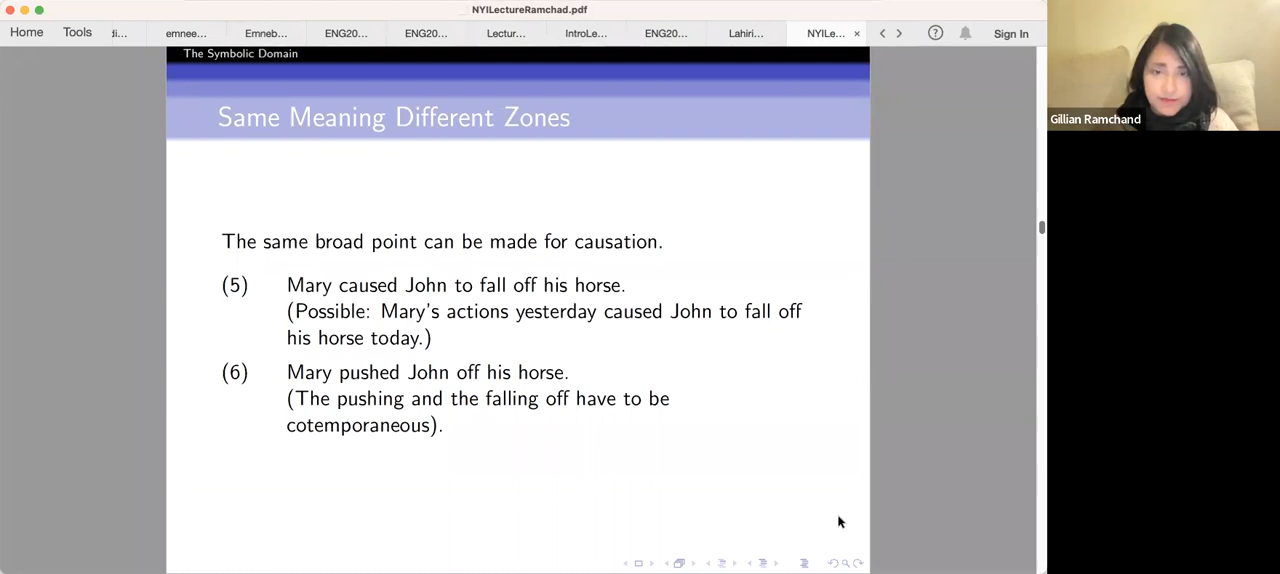 NYILectureRamchad.pdf
Home Tools di... emnee... Emneb... ENG20... ENG20... Lectur... IntroLe... ENG20... Lahiri... NYILe... × ? Sign In
The Symbolic Domain
Same Meaning Different Zones
Gillian Ramchand
The same broad point can be made for causation.
(5) Mary caused John to fall off his horse.
(Possible: Mary's actions yesterday caused John to fall off
his horse today.)
(6) Mary pushed John off his horse.
(The pushing and the falling off have to be
cotemporaneous).